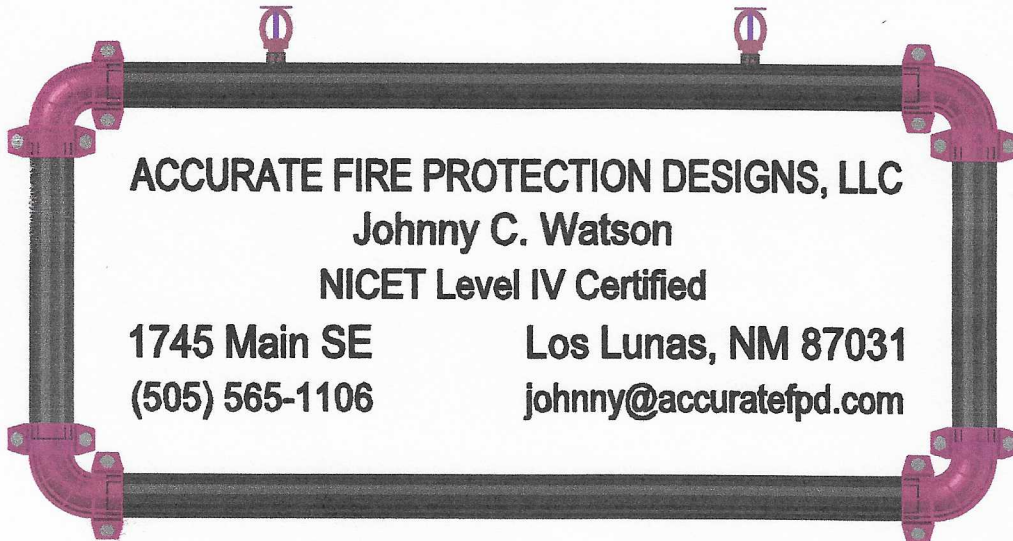 ACCURATE FIRE PROTECTION DESIGNS, LLC
Johnny C. Watson
NICET Level IV Certified
1745 Main SE Los Lunas, NM 87031
(505) 565-1106 johnny@accuratefpd.com